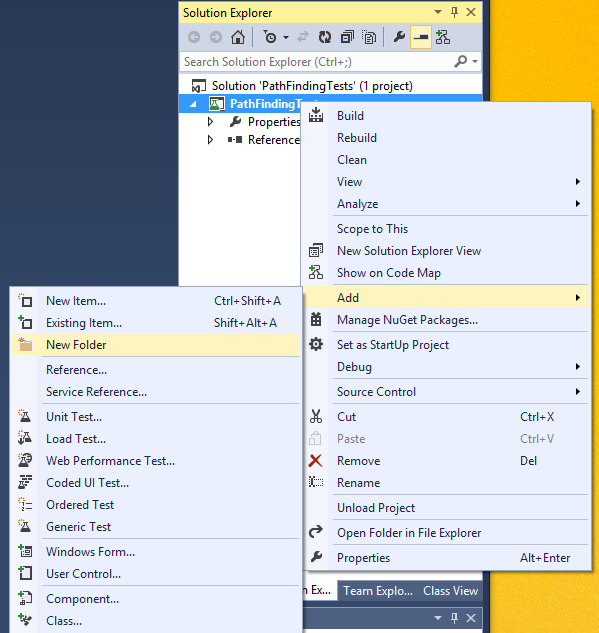 Solution Explorer
Search Solution Explorer (Ctrl+;)
Solution 'PathFindingTests' (1 project)
Properties
Build
Rebuild
Clean
View
Analyze
Scope to This
New Solution Explorer View
Show on Code Map
Add
Manage NuGet Packages...
Set as StartUp Project
Debug
Source Control
Cut Ctrl+X
Paste Ctrl+V
Remove Del
Rename
Unload Project
Open Folder in File Explorer
Properties Alt+Enter
New Item... Ctrl+Shift+A
Existing Item... Shift+Alt+A
New Folder
Reference...
Service Reference...
Unit Test...
Load Test...
Web Performance Test...
Coded UI Test...
Ordered Test
Generic Test
Windows Form...
User Control...
Component...
Class...
Team Explo... Class View